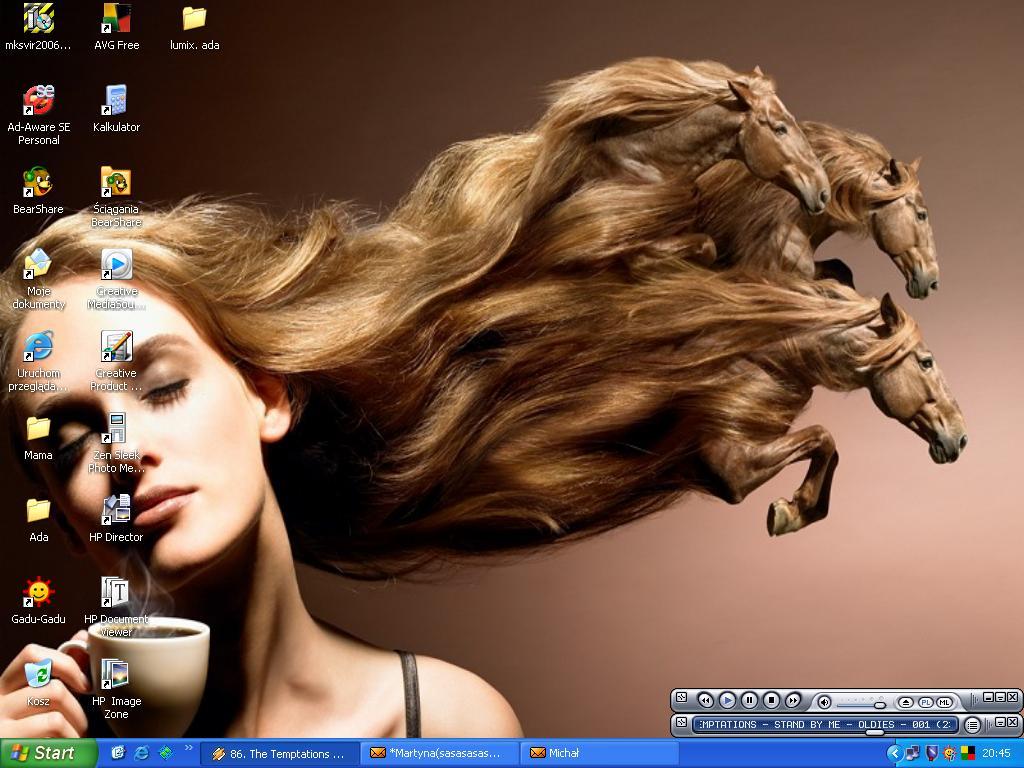 mksvir2006...
AVG Free
lumix. ada
Ad-Aware SE
Personal
Kalkulator
BearShare
Ściągania
BearShare
Moje
dokumenty
Creative
MediaSou...
Uruchom
przegląda...
Creative
Product ...
Mama
Zen Sleek
Photo Me...
Ada
HP Director
Gadu-Gadu
HP Document
Viewer
Kosz
HP Image
Zone
PL
ML
EMPTATIONS - STAND BY ME - OLDIES - 001 (2:
Start
86. The Temptations ...
*Martyna(sasasasas...
Michał
20:45